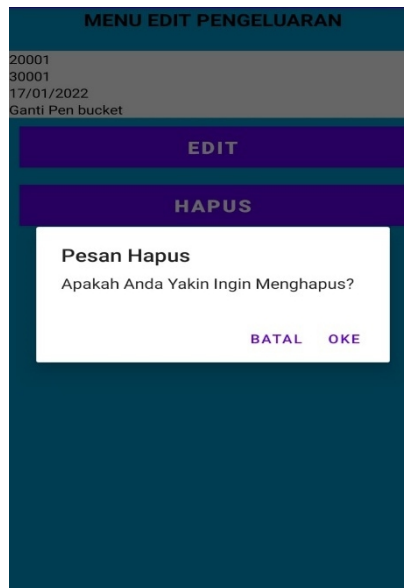 MENU EDIT PENGELUARAN
20001
30001
17/01/2022
Ganti Pen bucket
EDIT
HAPUS
Pesan Hapus
Apakah Anda Yakin Ingin Menghapus?
BATAL OKE